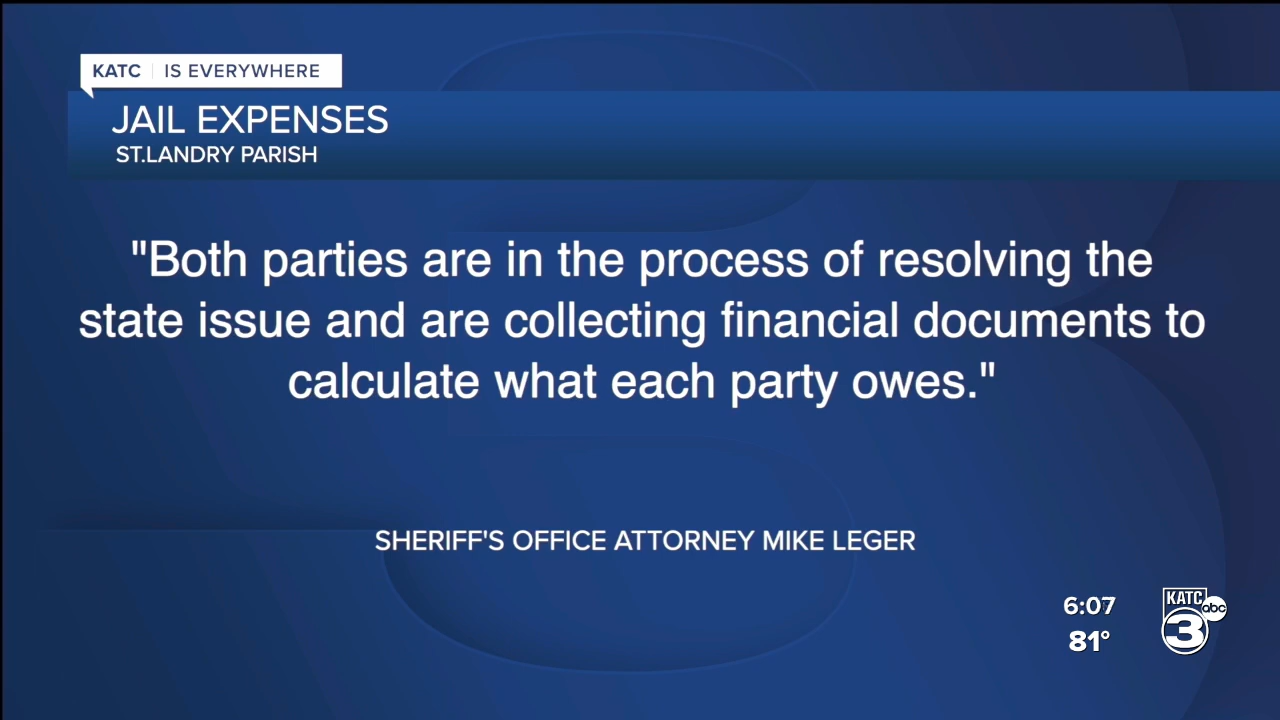 KATC IS EVERYWHERE
JAIL EXPENSES
ST.LANDRY PARISH
"Both parties are in the process of resolving the
state issue and are collecting financial documents to
calculate what each party owes."
SHERIFF'S OFFICE ATTORNEY MIKE LEGER
6:07
81°
KATC
abc
3